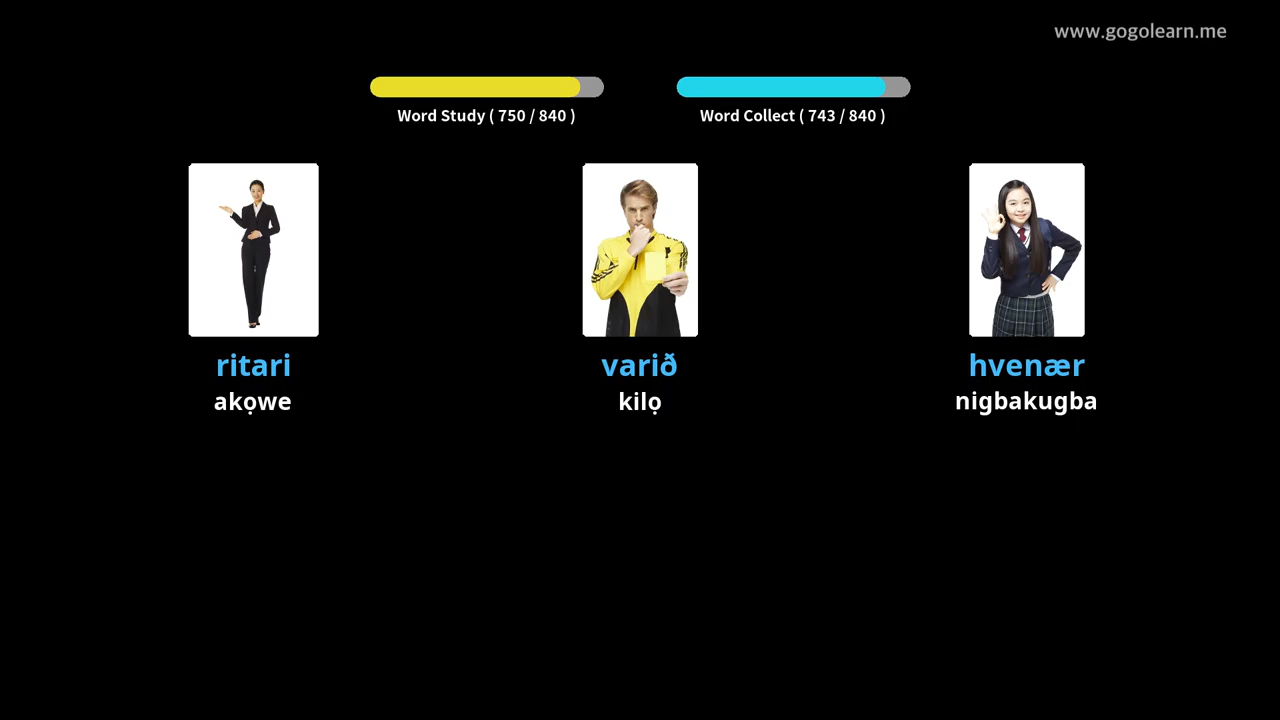 www.gogolearn.me
Word Study ( 750 / 840 )
Word Collect ( 743 / 840 )
ritari
akọwe
varið
kilọ
hvenær
nigbakugba